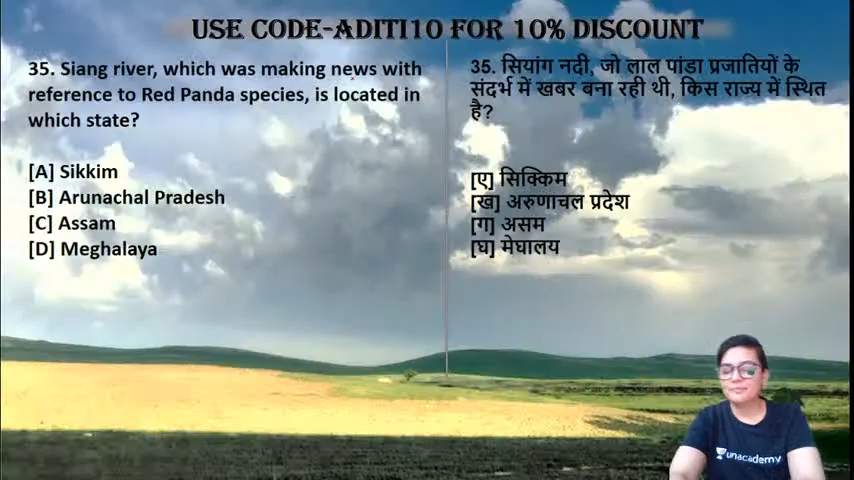 USE CODE-ADITI10 FOR 10% DISCOUNT
35. Siang river, which was making news with
reference to Red Panda species, is located in
which state?
[A] Sikkim
[B] Arunachal Pradesh
[C] Assam
[D] Meghalaya
35. सियांग नदी, जो लाल पांडा प्रजातियों के
संदर्भ में खबर बना रही थी, किस राज्य में स्थित
है?
[ए] सिक्किम
[ख] अरुणाचल प्रदेश
[ग] असम
[घ] मेघालय
unacademy